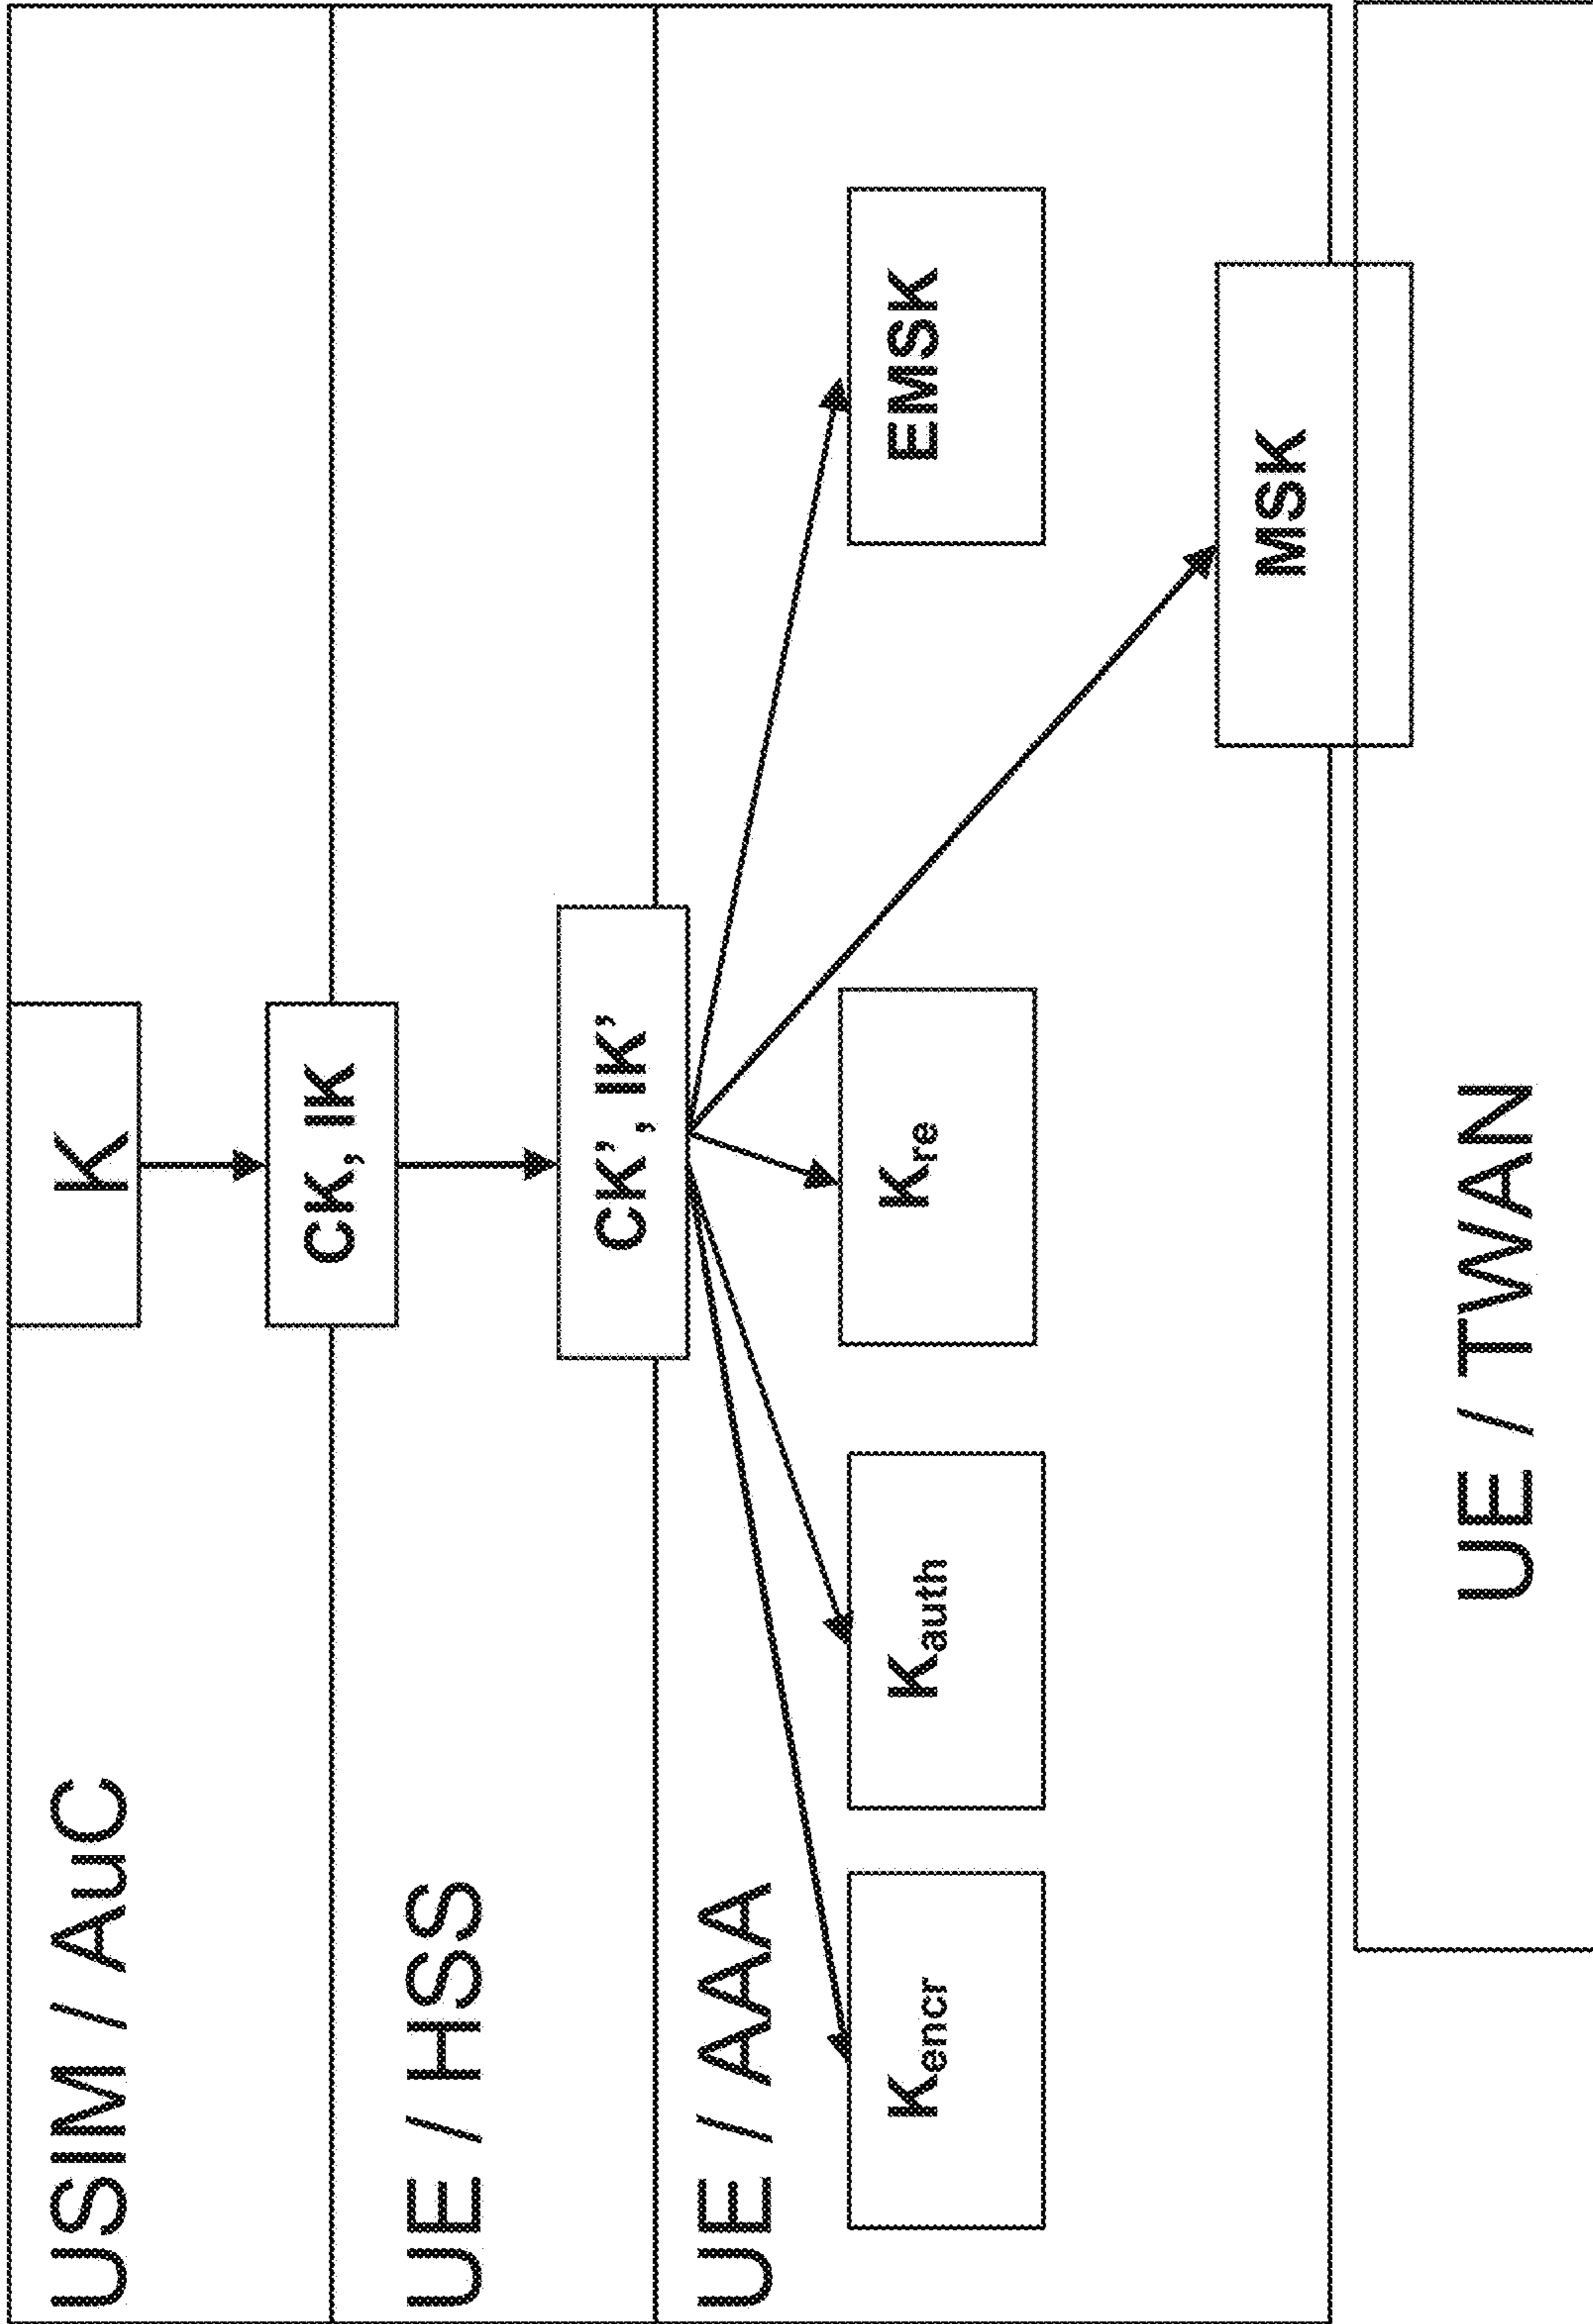 USIM / AuC
K
CK, IK
UE / HSS
CK', IK'
UE / AAA
Kencr
Kauth
Kre
EMSK
MSK
UE / TWAN